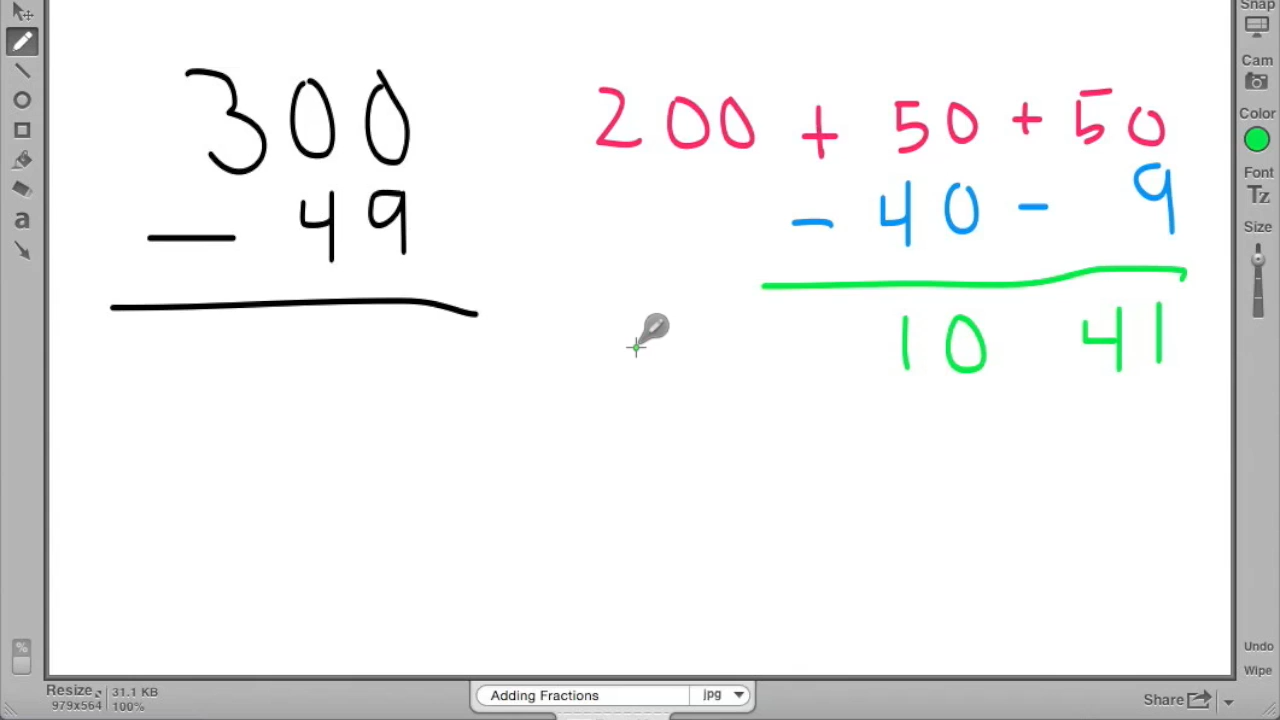 Snap
Cam
Color
Font
Tz
Size
a
300
— 49
200 + 50 + 50
- 40 - 9
10 41
%
Undo
Wipe
Resize 31.1 KB
979x564 100%
Adding Fractions jpg
Share